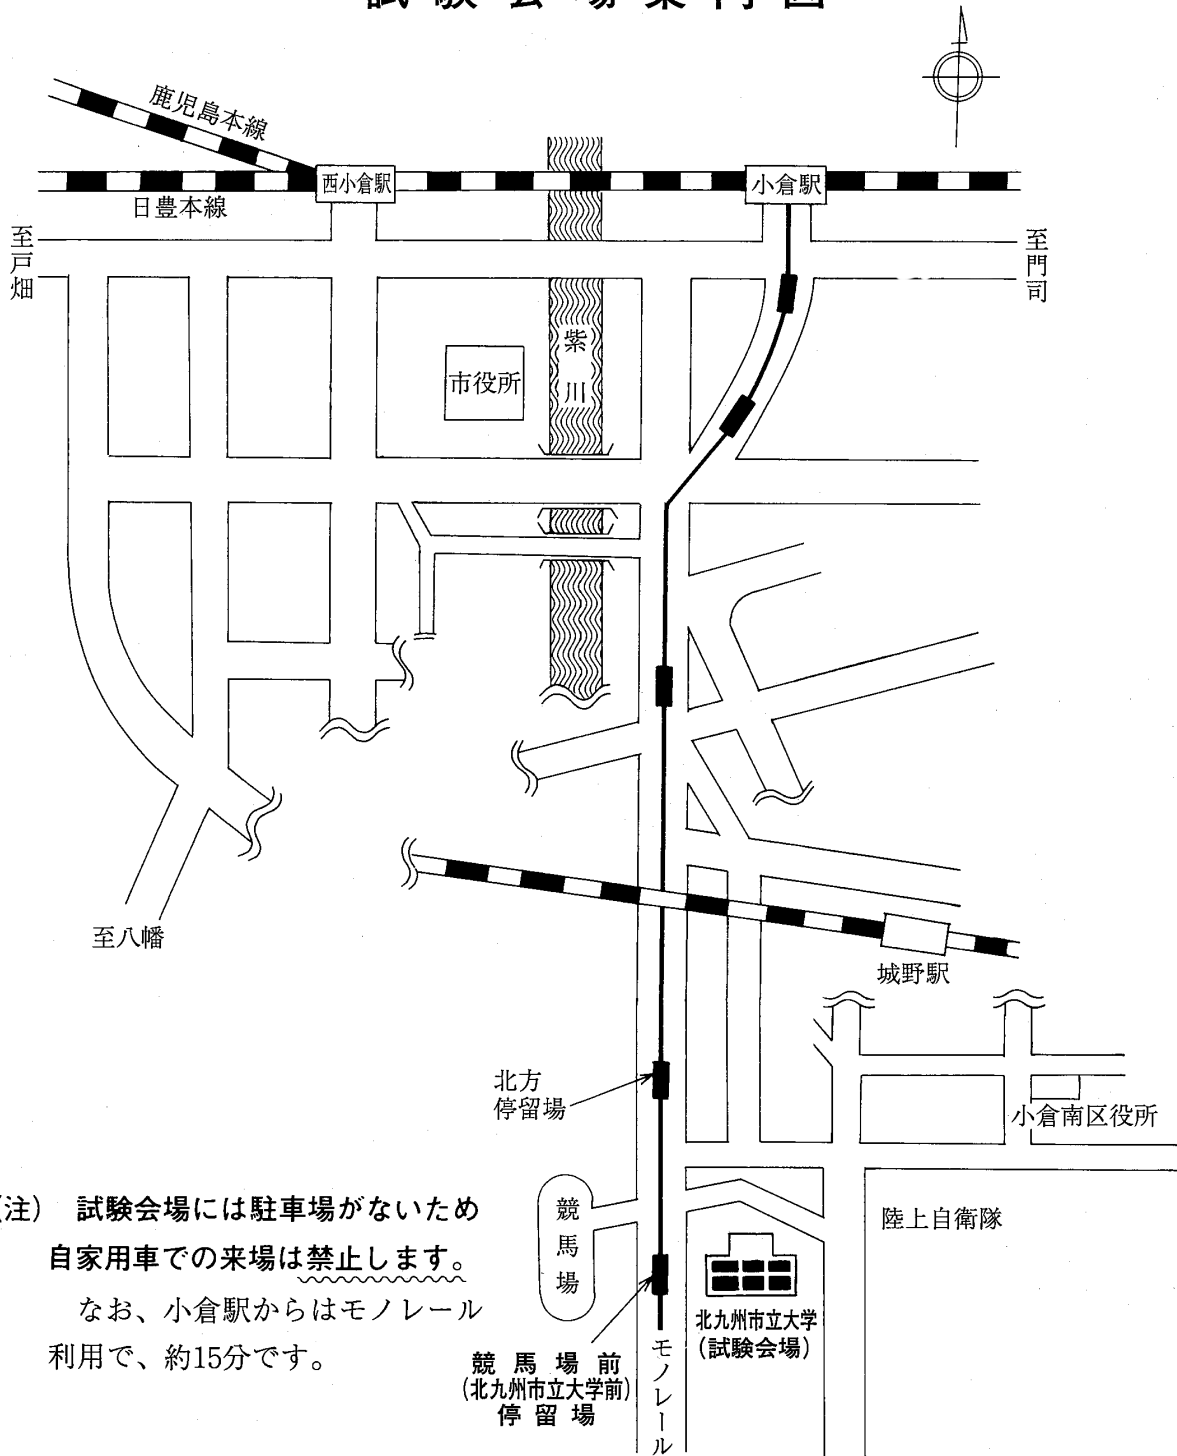 試験会場案内図
鹿児島本線
西小倉駅
小倉駅
日豊本線
至戸畑
至門司
紫川
市役所
至八幡
城野駅
北方
停留場
小倉南区役所
(注) 試験会場には駐車場がないため
自家用車での来場は禁止します。
なお、小倉駅からはモノレール
利用で、約15分です。
競馬場
陸上自衛隊
北九州市立大学
(試験会場)
競馬場前
(北九州市立大学前)
停留場
モノレール